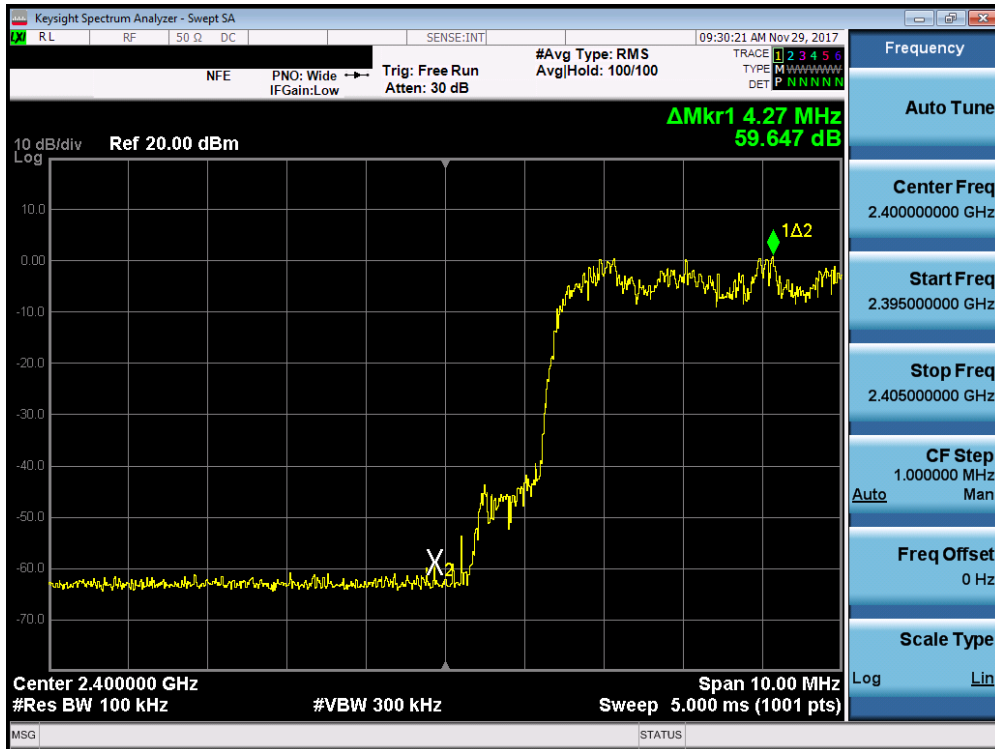 Keysight Spectrum Analyzer - Swept SA
LXI RL RF 50 Ω DC SENSE:INT 09:30:21 AM Nov 29, 2017
NFE PNO: Wide Trig: Free Run #Avg Type: RMS TRACE 1 2 3 4 5 6
IFGain:Low Atten: 30 dB Avg|Hold: 100/100 TYPE M WWWWW
DET P N N N N N
ΔMkr1 4.27 MHz
59.647 dB
10 dB/div Ref 20.00 dBm
Log
10.0
0.00
-10.0
-20.0
-30.0
-40.0
-50.0
-60.0
-70.0
1Δ2
X2
Center 2.400000 GHz Span 10.00 MHz
#Res BW 100 kHz #VBW 300 kHz Sweep 5.000 ms (1001 pts)
MSG STATUS
Frequency
Auto Tune
Center Freq
2.400000000 GHz
Start Freq
2.395000000 GHz
Stop Freq
2.405000000 GHz
CF Step
1.000000 MHz
Auto Man
Freq Offset
0 Hz
Scale Type
Log Lin